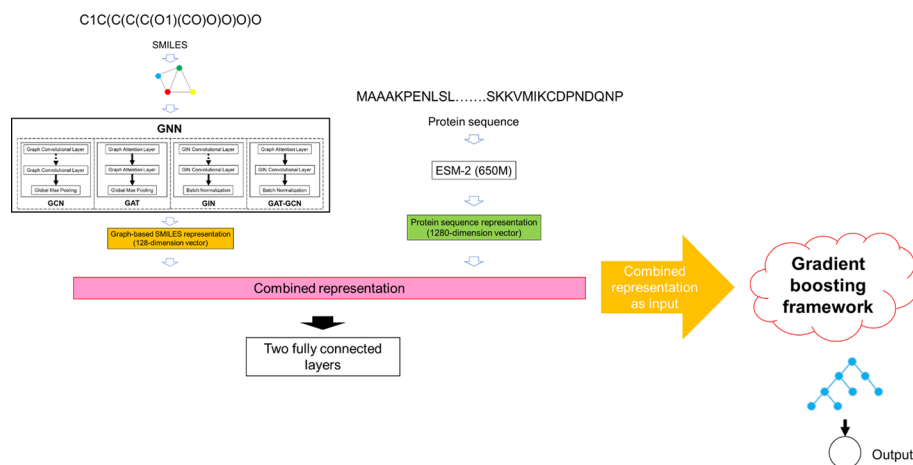 C1C(C(C(C(O1)(CO)O)O)O)O
SMILES
MAAAKPENLSL…….SKKVMIKCDPNDQNP
Protein sequence
GNN
Graph Convolutional Layer
Graph Convolutional Layer
Global Max Pooling
GCN
Graph Attention Layer
Graph Attention Layer
Global Max Pooling
GAT
GIN Convolutional Layer
GIN Convolutional Layer
Batch Normalization
GIN
Graph Attention Layer
GIN Convolutional Layer
Batch Normalization
GAT-GCN
ESM-2 (650M)
Graph-based SMILES representation
(128-dimension vector)
Protein sequence representation
(1280-dimension vector)
Combined representation
Combined
representation
as input
Gradient
boosting
framework
Two fully connected
layers
Output